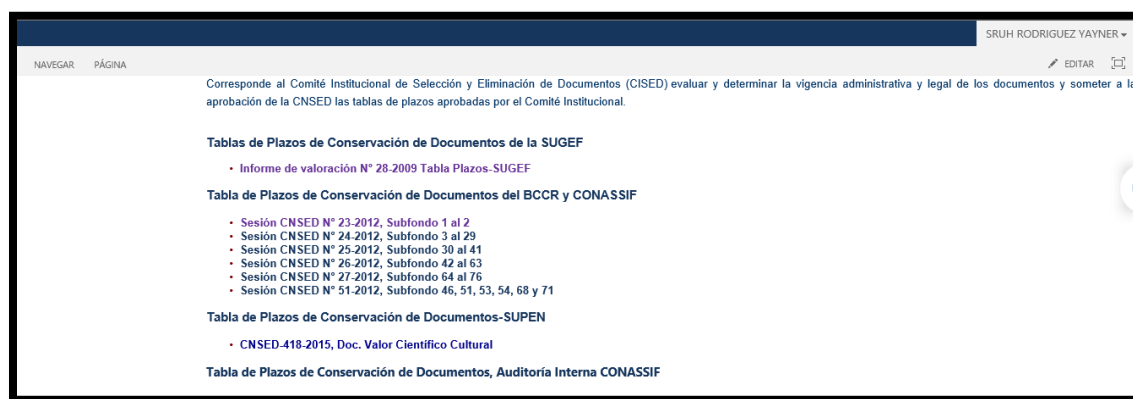 SRUH RODRIGUEZ YAYNER
NAVEGAR PÁGINA EDITAR
Corresponde al Comité Institucional de Selección y Eliminación de Documentos (CISED) evaluar y determinar la vigencia administrativa y legal de los documentos y someter a la
aprobación de la CNSED las tablas de plazos aprobadas por el Comité Institucional.
Tablas de Plazos de Conservación de Documentos de la SUGEF
• Informe de valoración N° 28-2009 Tabla Plazos-SUGEF
Tabla de Plazos de Conservación de Documentos del BCCR y CONASSIF
• Sesión CNSED N° 23-2012, Subfondo 1 al 2
• Sesión CNSED N° 24-2012, Subfondo 3 al 29
• Sesión CNSED N° 25-2012, Subfondo 30 al 41
• Sesión CNSED N° 26-2012, Subfondo 42 al 63
• Sesión CNSED N° 27-2012, Subfondo 64 al 76
• Sesión CNSED N° 51-2012, Subfondo 46, 51, 53, 54, 68 y 71
Tabla de Plazos de Conservación de Documentos-SUPEN
• CNSED-418-2015, Doc. Valor Científico Cultural
Tabla de Plazos de Conservación de Documentos, Auditoría Interna CONASSIF